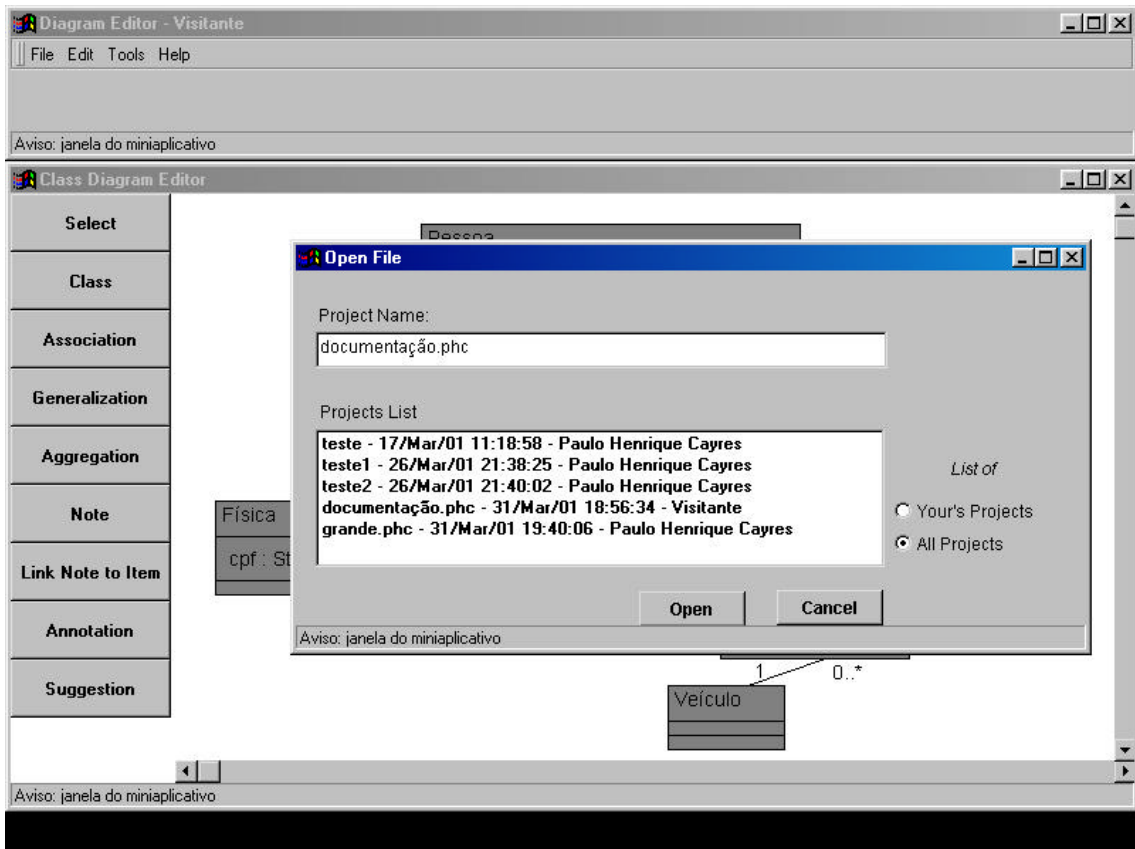 Diagram Editor - Visitante
File Edit Tools Help
Aviso: janela do miniaplicativo
Class Diagram Editor
Select
Class
Association
Generalization
Aggregation
Note
Link Note to Item
Annotation
Suggestion
Pessoa
Física
cpf : St
Open File
Project Name:
documentação.phc
Projects List
teste - 17/Mar/01 11:18:58 - Paulo Henrique Cayres
teste1 - 26/Mar/01 21:38:25 - Paulo Henrique Cayres
teste2 - 26/Mar/01 21:40:02 - Paulo Henrique Cayres
documentação.phc - 31/Mar/01 18:56:34 - Visitante
grande.phc - 31/Mar/01 19:40:06 - Paulo Henrique Cayres
List of
Your's Projects
All Projects
Open Cancel
Aviso: janela do miniaplicativo
1 0..*
Veículo
Aviso: janela do miniaplicativo